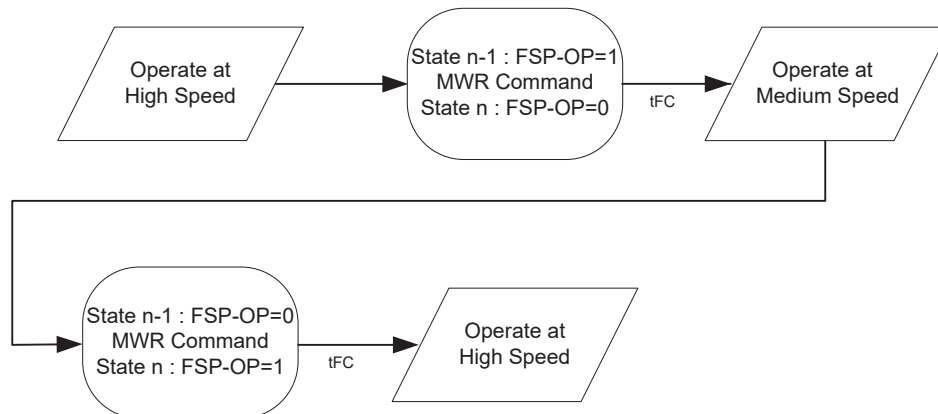 Operate at
High Speed
State n-1 : FSP-OP=1
MWR Command
State n : FSP-OP=0
tFC
Operate at
Medium Speed
State n-1 : FSP-OP=0
MWR Command
State n : FSP-OP=1
tFC
Operate at
High Speed